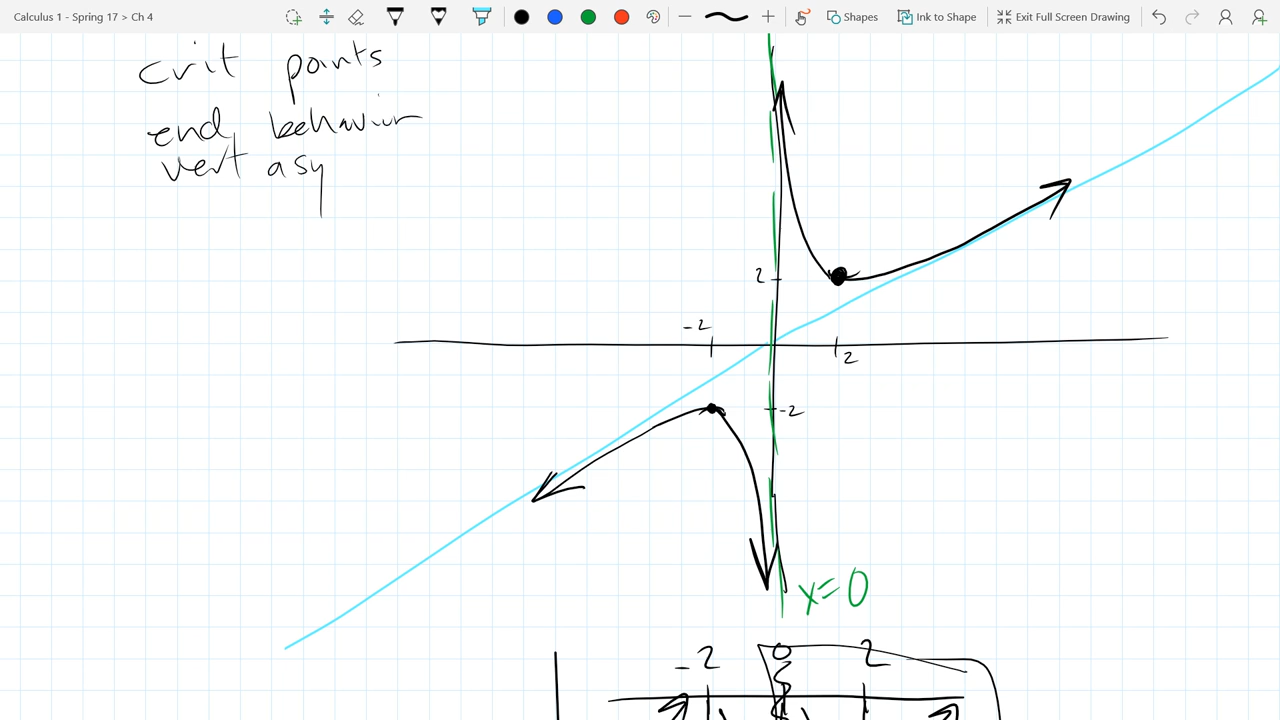 Calculus 1 - Spring 17 > Ch 4
Shapes
Ink to Shape
Exit Full Screen Drawing
crit points
end behavior
vert asy
2
-2
2
-2
x=0
-2 0 2